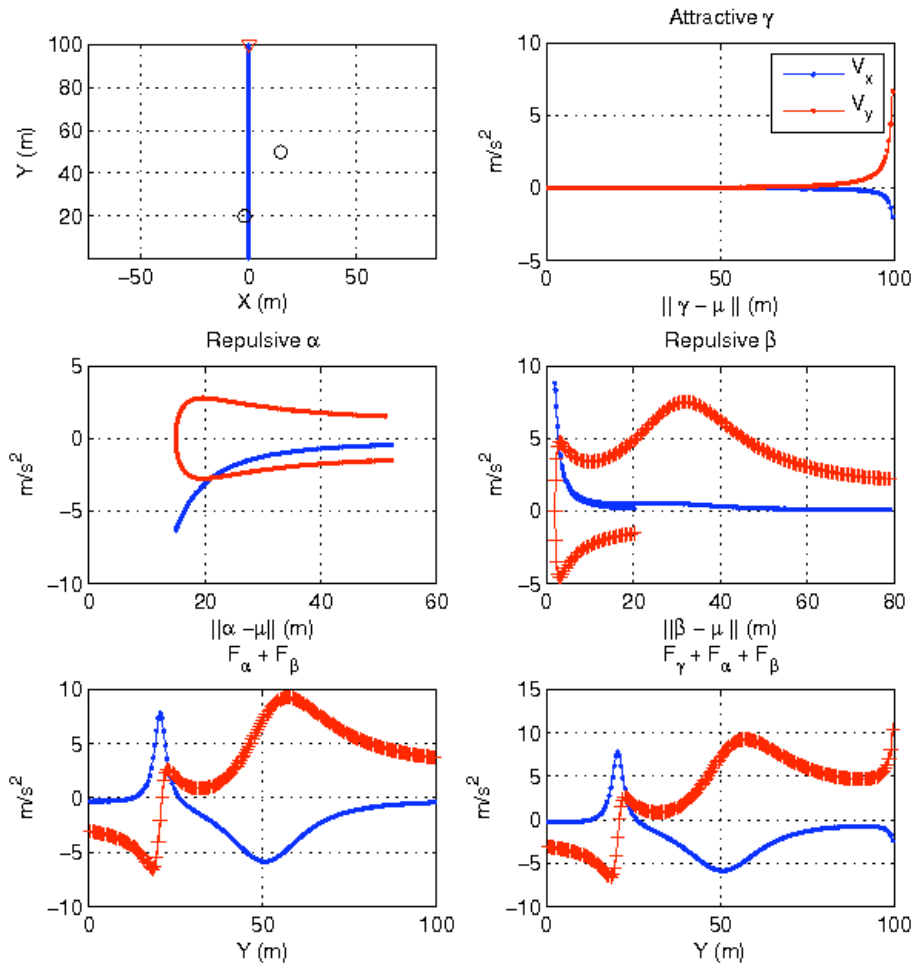 100
80
60
40
20
Y (m)
−50
0
50
X (m)
Attractive γ
10
5
0
−5
m/s²
V_x
V_y
0
50
100
|| γ − μ || (m)
Repulsive α
5
0
−5
−10
m/s²
0
20
40
60
||α −μ|| (m)
Repulsive β
10
5
0
−5
m/s²
0
20
40
60
80
||β − μ || (m)
F_α + F_β
10
5
0
−5
−10
m/s²
0
50
100
Y (m)
F_γ + F_α + F_β
15
10
5
0
−5
−10
m/s²
0
50
100
Y (m)